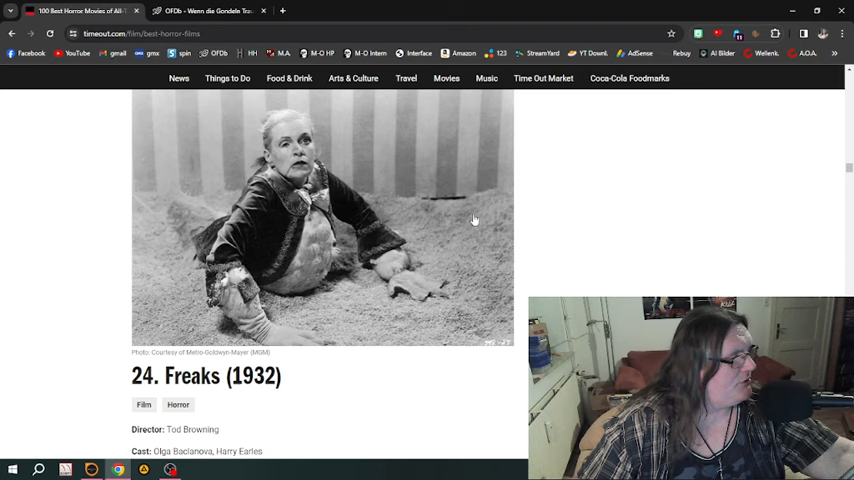 100 Best Horror Movies of All-T
OFDb - Wenn die Gondeln Trau
timeout.com/film/best-horror-films
Facebook YouTube gmail gmx spin OFDb HH M.A. M-O HP M-O Intern Interface Amazon 123 StreamYard YT Downl. AdSense Rebuy AI Bilder Wellenk. A.O.A.
News Things to Do Food & Drink Arts & Culture Travel Movies Music Time Out Market Coca-Cola Foodmarks
Photo: Courtesy of Metro-Goldwyn-Mayer (MGM)
24. Freaks (1932)
Film Horror
Director: Tod Browning
Cast: Olga Baclanova, Harry Earles